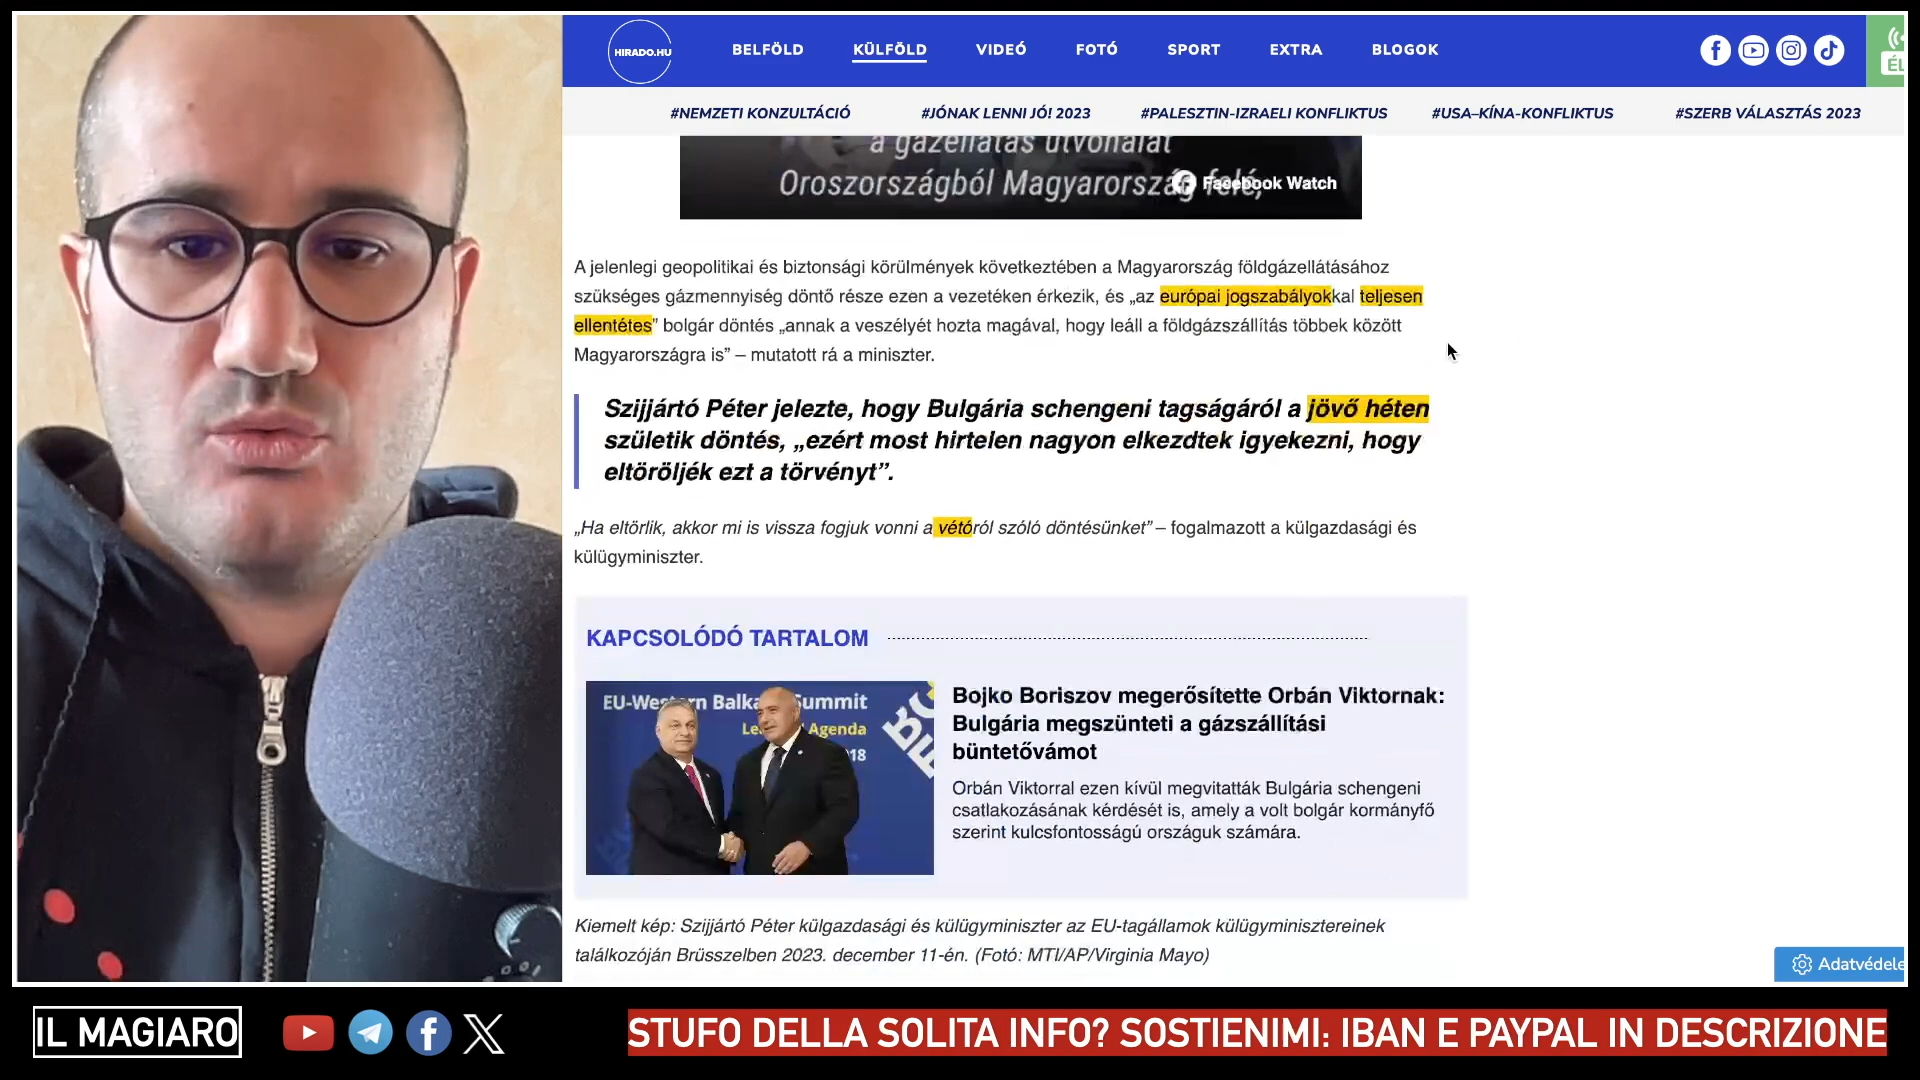 HIRADO.HU
BELFÖLD KÜLFÖLD VIDEÓ FOTÓ SPORT EXTRA BLOGOK
#NEMZETI KONZULTÁCIÓ #JÓNAK LENNI JÓ! 2023 #PALESZTIN-IZRAELI KONFLIKTUS #USA–KÍNA-KONFLIKTUS #SZERB VÁLASZTÁS 2023
a gázellátás útvonalát
Oroszországból Magyarország felé,
Facebook Watch
A jelenlegi geopolitikai és biztonsági körülmények következtében a Magyarország földgázellátásához
szükséges gázmennyiség döntő része ezen a vezetéken érkezik, és „az európai jogszabályokkal teljesen
ellentétes” bolgár döntés „annak a veszélyét hozta magával, hogy leáll a földgázszállítás többek között
Magyarországra is” – mutatott rá a miniszter.
Szijjártó Péter jelezte, hogy Bulgária schengeni tagságáról a jövő héten
születik döntés, „ezért most hirtelen nagyon elkezdtek igyekezni, hogy
eltöröljék ezt a törvényt”.
„Ha eltörlik, akkor mi is vissza fogjuk vonni a vétóról szóló döntésünket” – fogalmazott a külgazdasági és
külügyminiszter.
KAPCSOLÓDÓ TARTALOM
EU-Western Balkan Summit
Agenda
18
Bojko Boriszov megerősítette Orbán Viktornak:
Bulgária megszünteti a gázszállítási
büntetővámot
Orbán Viktorral ezen kívül megvitatták Bulgária schengeni
csatlakozásának kérdését is, amely a volt bolgár kormányfő
szerint kulcsfontosságú országuk számára.
Kiemelt kép: Szijjártó Péter külgazdasági és külügyminiszter az EU-tagállamok külügyminisztereinek
találkozóján Brüsszelben 2023. december 11-én. (Fotó: MTI/AP/Virginia Mayo)
Adatvédele
IL MAGIARO
STUFO DELLA SOLITA INFO? SOSTIENIMI: IBAN E PAYPAL IN DESCRIZIONE